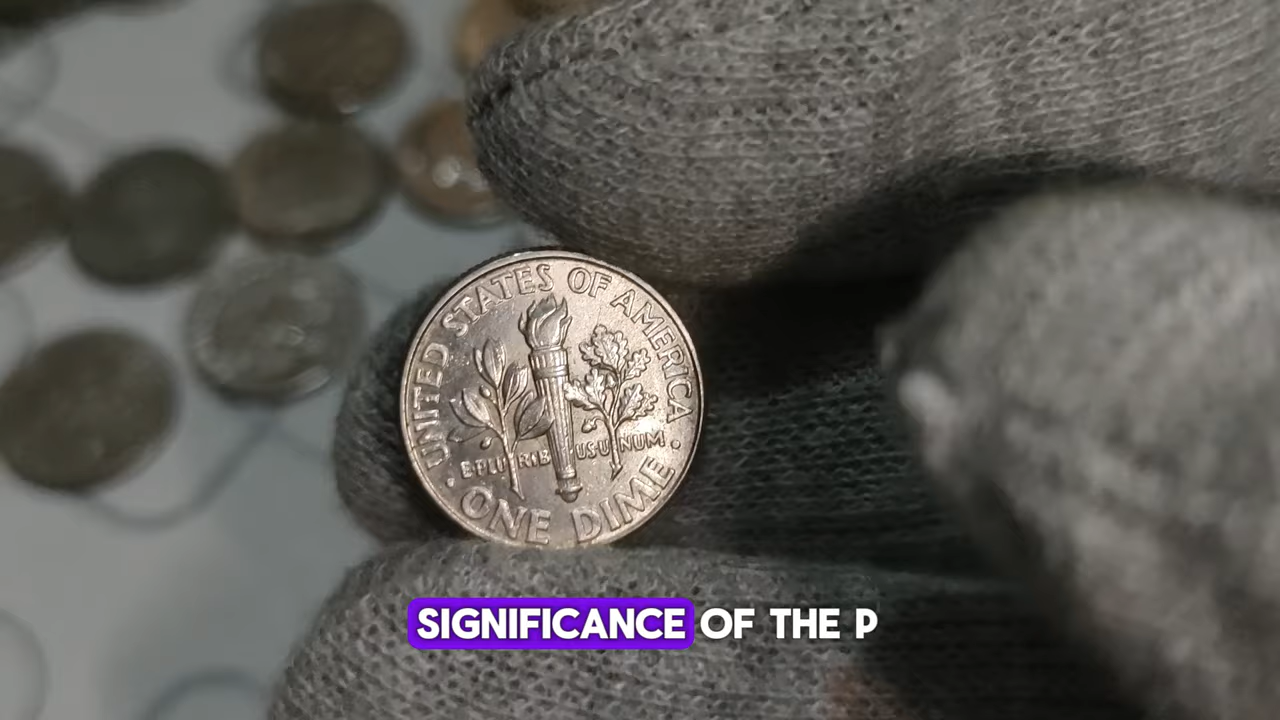 UNITED STATES OF AMERICA
E PLURIBUS UNUM
· ONE DIME ·
SIGNIFICANCE OF THE P